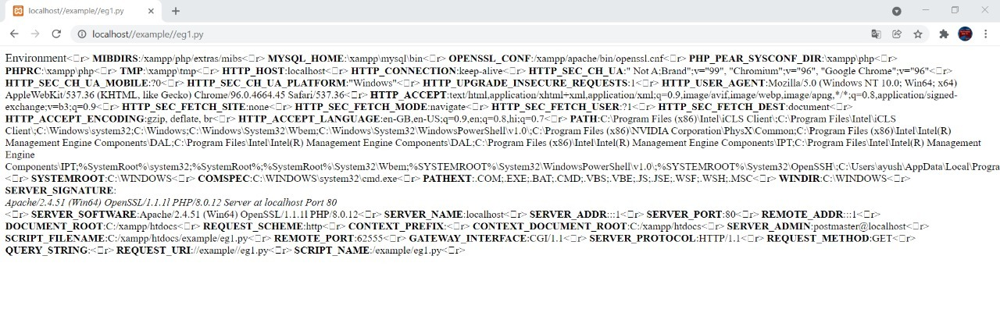 localhost//example//eg1.py
localhost//example//eg1.py
Environment<□r> MIBDIRS:/xampp/php/extras/mibs<□r> MYSQL_HOME:\xampp\mysql\bin<□r> OPENSSL_CONF:/xampp/apache/bin/openssl.cnf<□r> PHP_PEAR_SYSCONF_DIR:\xampp\php<□r>
PHPRC:\xampp\php<□r> TMP:\xampp\tmp<□r> HTTP_HOST:localhost<□r> HTTP_CONNECTION:keep-alive<□r> HTTP_SEC_CH_UA:" Not A;Brand";v="99", "Chromium";v="96", "Google Chrome";v="96"<□r>
HTTP_SEC_CH_UA_MOBILE:?0<□r> HTTP_SEC_CH_UA_PLATFORM:"Windows"<□r> HTTP_UPGRADE_INSECURE_REQUESTS:1<□r> HTTP_USER_AGENT:Mozilla/5.0 (Windows NT 10.0; Win64; x64)
AppleWebKit/537.36 (KHTML, like Gecko) Chrome/96.0.4664.45 Safari/537.36<□r> HTTP_ACCEPT:text/html,application/xhtml+xml,application/xml;q=0.9,image/avif,image/webp,image/apng,*/*;q=0.8,application/signed-
exchange;v=b3;q=0.9<□r> HTTP_SEC_FETCH_SITE:none<□r> HTTP_SEC_FETCH_MODE:navigate<□r> HTTP_SEC_FETCH_USER:?1<□r> HTTP_SEC_FETCH_DEST:document<□r>
HTTP_ACCEPT_ENCODING:gzip, deflate, br<□r> HTTP_ACCEPT_LANGUAGE:en-GB,en-US;q=0.9,en;q=0.8,hi;q=0.7<□r> PATH:C:\Program Files (x86)\Intel\iCLS Client\;C:\Program Files\Intel\iCLS
Client\;C:\Windows\system32;C:\Windows;C:\Windows\System32\Wbem;C:\Windows\System32\WindowsPowerShell\v1.0\;C:\Program Files (x86)\NVIDIA Corporation\PhysX\Common;C:\Program Files (x86)\Intel\Intel(R)
Management Engine Components\DAL;C:\Program Files\Intel\Intel(R) Management Engine Components\DAL;C:\Program Files (x86)\Intel\Intel(R) Management Engine Components\IPT;C:\Program Files\Intel\Intel(R) Management
Engine
Components\IPT;%SystemRoot%\system32;%SystemRoot%;%SystemRoot%\System32\Wbem;%SYSTEMROOT%\System32\WindowsPowerShell\v1.0\;%SYSTEMROOT%\System32\OpenSSH\;C:\Users\ayush\AppData\Local\Progra
<□r> SYSTEMROOT:C:\WINDOWS<□r> COMSPEC:C:\WINDOWS\system32\cmd.exe<□r> PATHEXT:.COM;.EXE;.BAT;.CMD;.VBS;.VBE;.JS;.JSE;.WSF;.WSH;.MSC<□r> WINDIR:C:\WINDOWS<□r>
SERVER_SIGNATURE:
Apache/2.4.51 (Win64) OpenSSL/1.1.1l PHP/8.0.12 Server at localhost Port 80
<□r> SERVER_SOFTWARE:Apache/2.4.51 (Win64) OpenSSL/1.1.1l PHP/8.0.12<□r> SERVER_NAME:localhost<□r> SERVER_ADDR:::1<□r> SERVER_PORT:80<□r> REMOTE_ADDR:::1<□r>
DOCUMENT_ROOT:C:/xampp/htdocs<□r> REQUEST_SCHEME:http<□r> CONTEXT_PREFIX:<□r> CONTEXT_DOCUMENT_ROOT:C:/xampp/htdocs<□r> SERVER_ADMIN:postmaster@localhost<□r>
SCRIPT_FILENAME:C:/xampp/htdocs/example/eg1.py<□r> REMOTE_PORT:62555<□r> GATEWAY_INTERFACE:CGI/1.1<□r> SERVER_PROTOCOL:HTTP/1.1<□r> REQUEST_METHOD:GET<□r>
QUERY_STRING:<□r> REQUEST_URI://example//eg1.py<□r> SCRIPT_NAME:/example/eg1.py<□r>